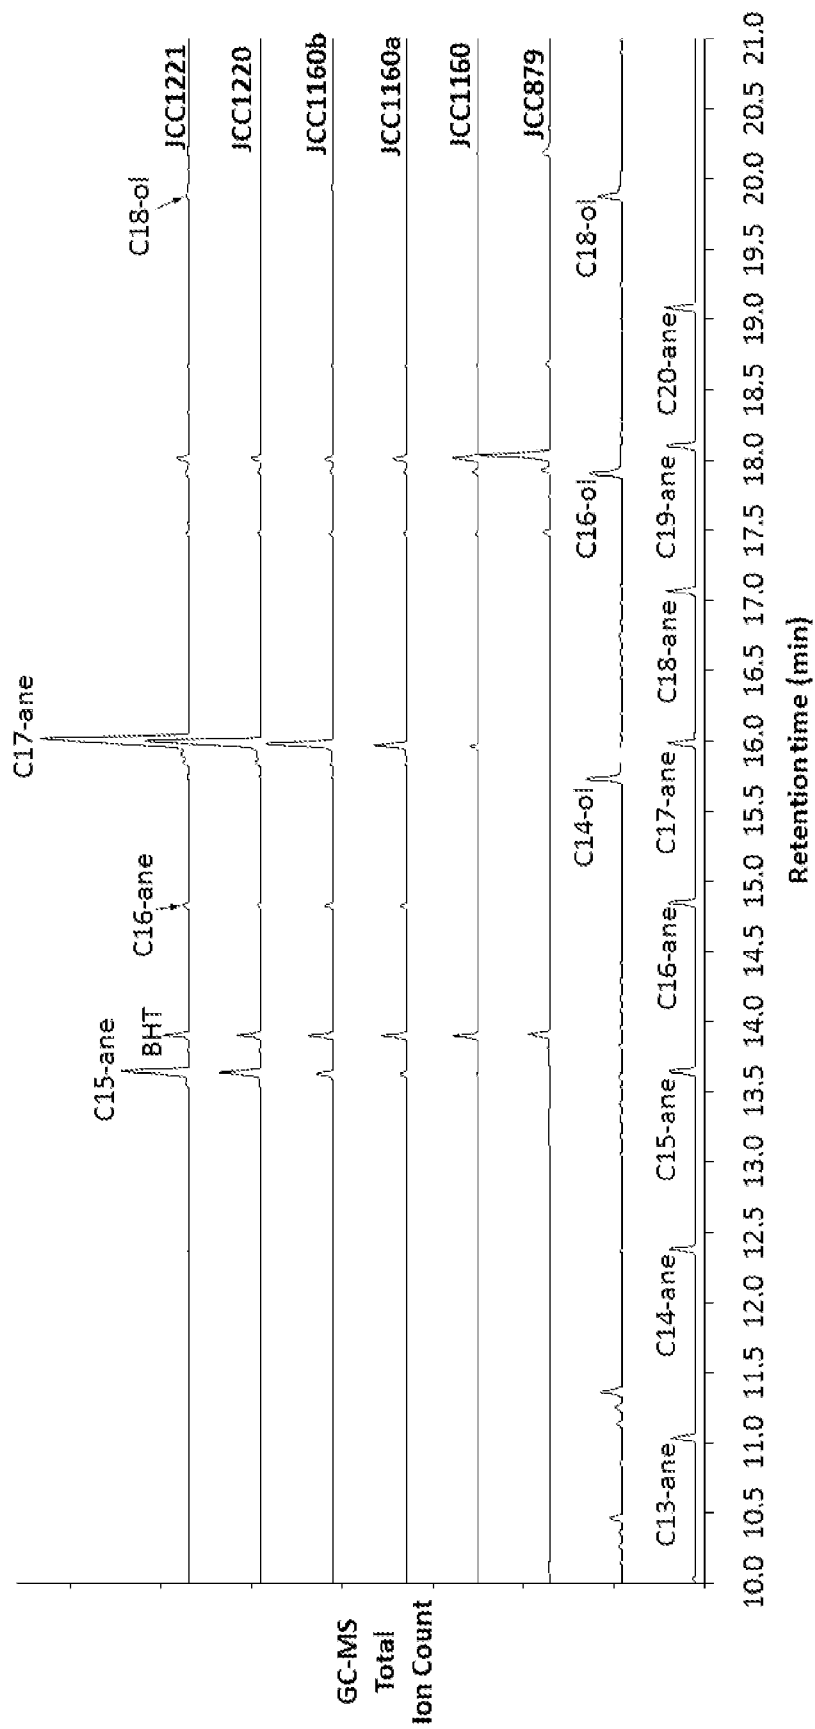 C17-ane
C15-ane
BHT
C16-ane
C18-ol
JCC1221
JCC1220
JCC1160b
JCC1160a
JCC1160
JCC879
C14-ol
C16-ol
C18-ol
C13-ane
C14-ane
C15-ane
C16-ane
C17-ane
C18-ane
C19-ane
C20-ane
GC-MS
Total
Ion Count
10.0 10.5 11.0 11.5 12.0 12.5 13.0 13.5 14.0 14.5 15.0 15.5 16.0 16.5 17.0 17.5 18.0 18.5 19.0 19.5 20.0 20.5 21.0
Retention time (min)